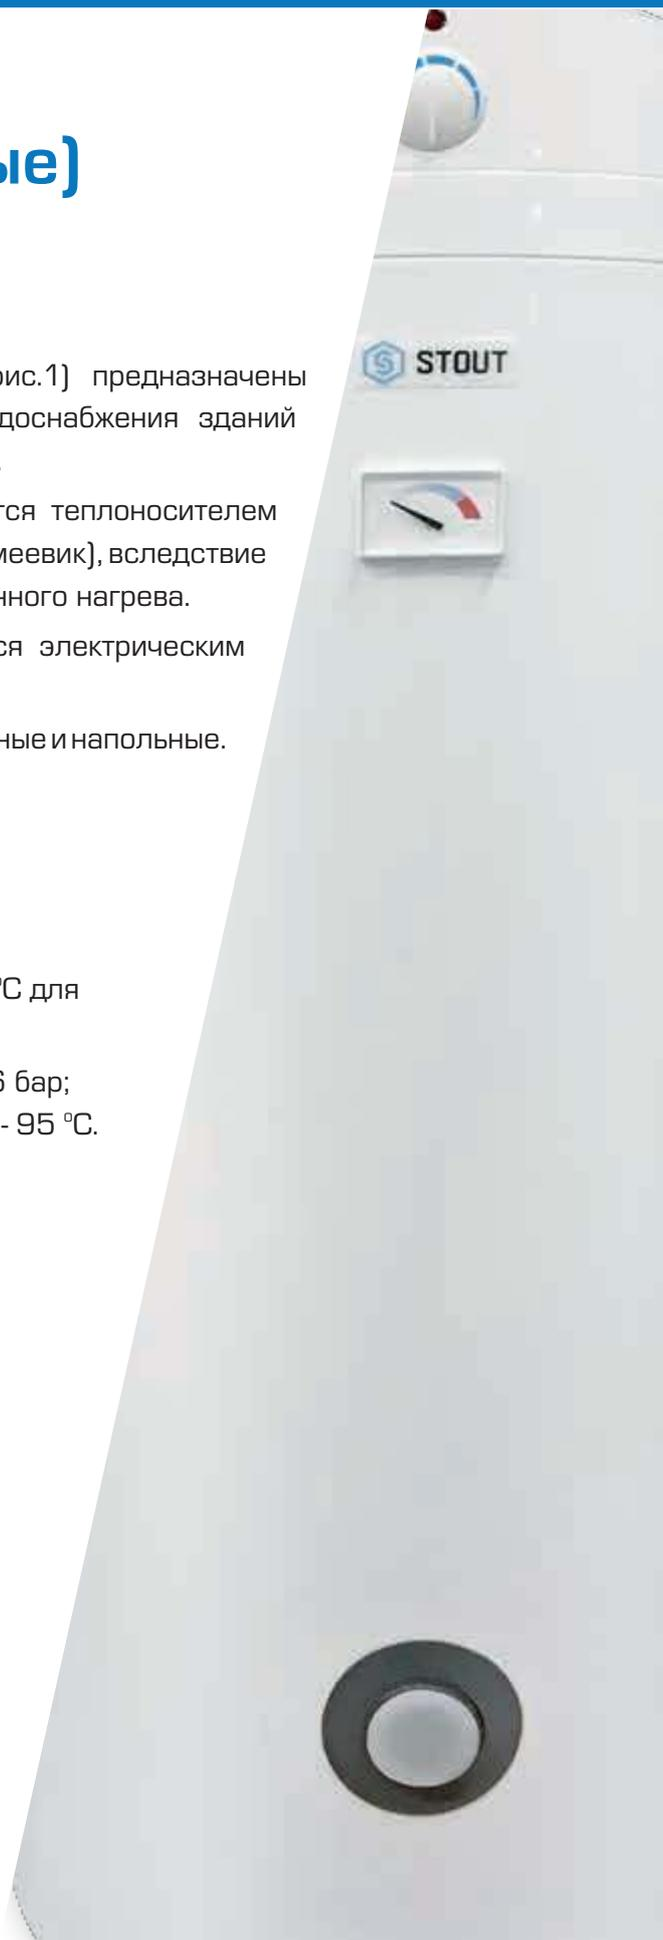 ые)
рис.1) предназначены
доснабжения зданий
.
тся теплоносителем
меевик), вследствие
нного нагрева.
ся электрическим
ные и напольные.
°С для
6 бар;
- 95 °С.
STOUT